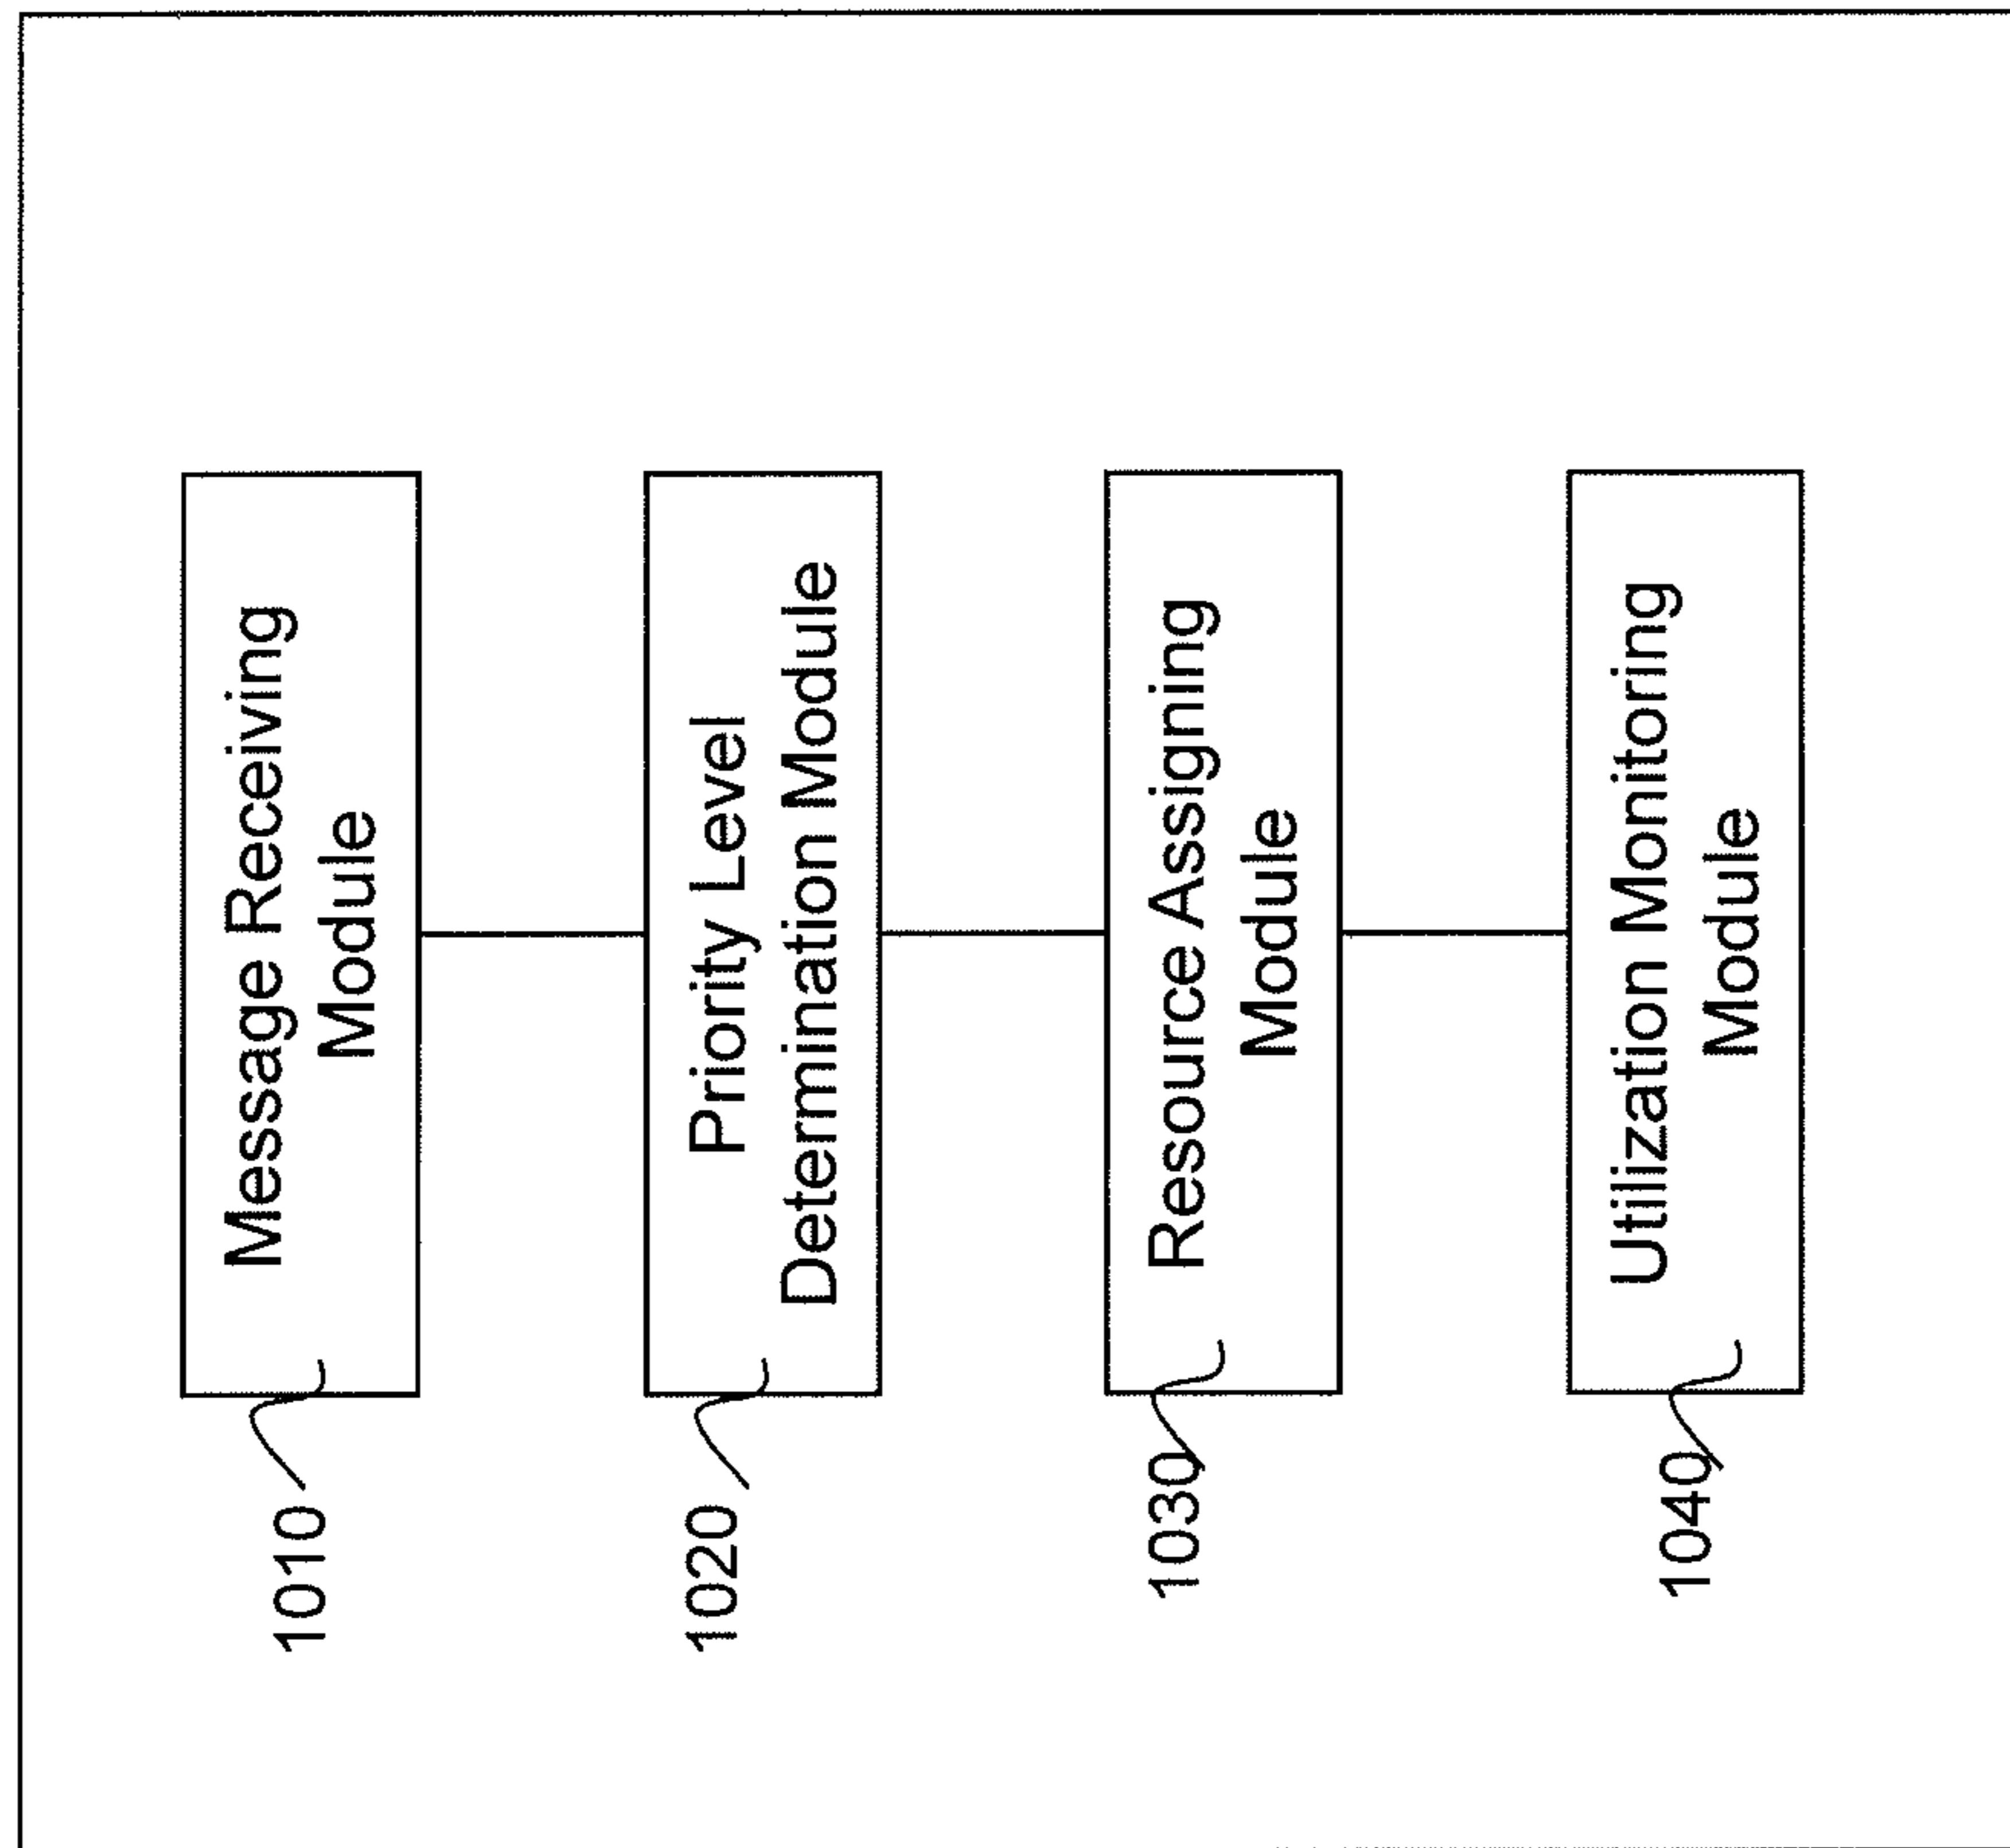 Message Receiving
Module
1010
Priority Level
Determination Module
1020
Resource Assigning
Module
1030
Utilization Monitoring
Module
1040